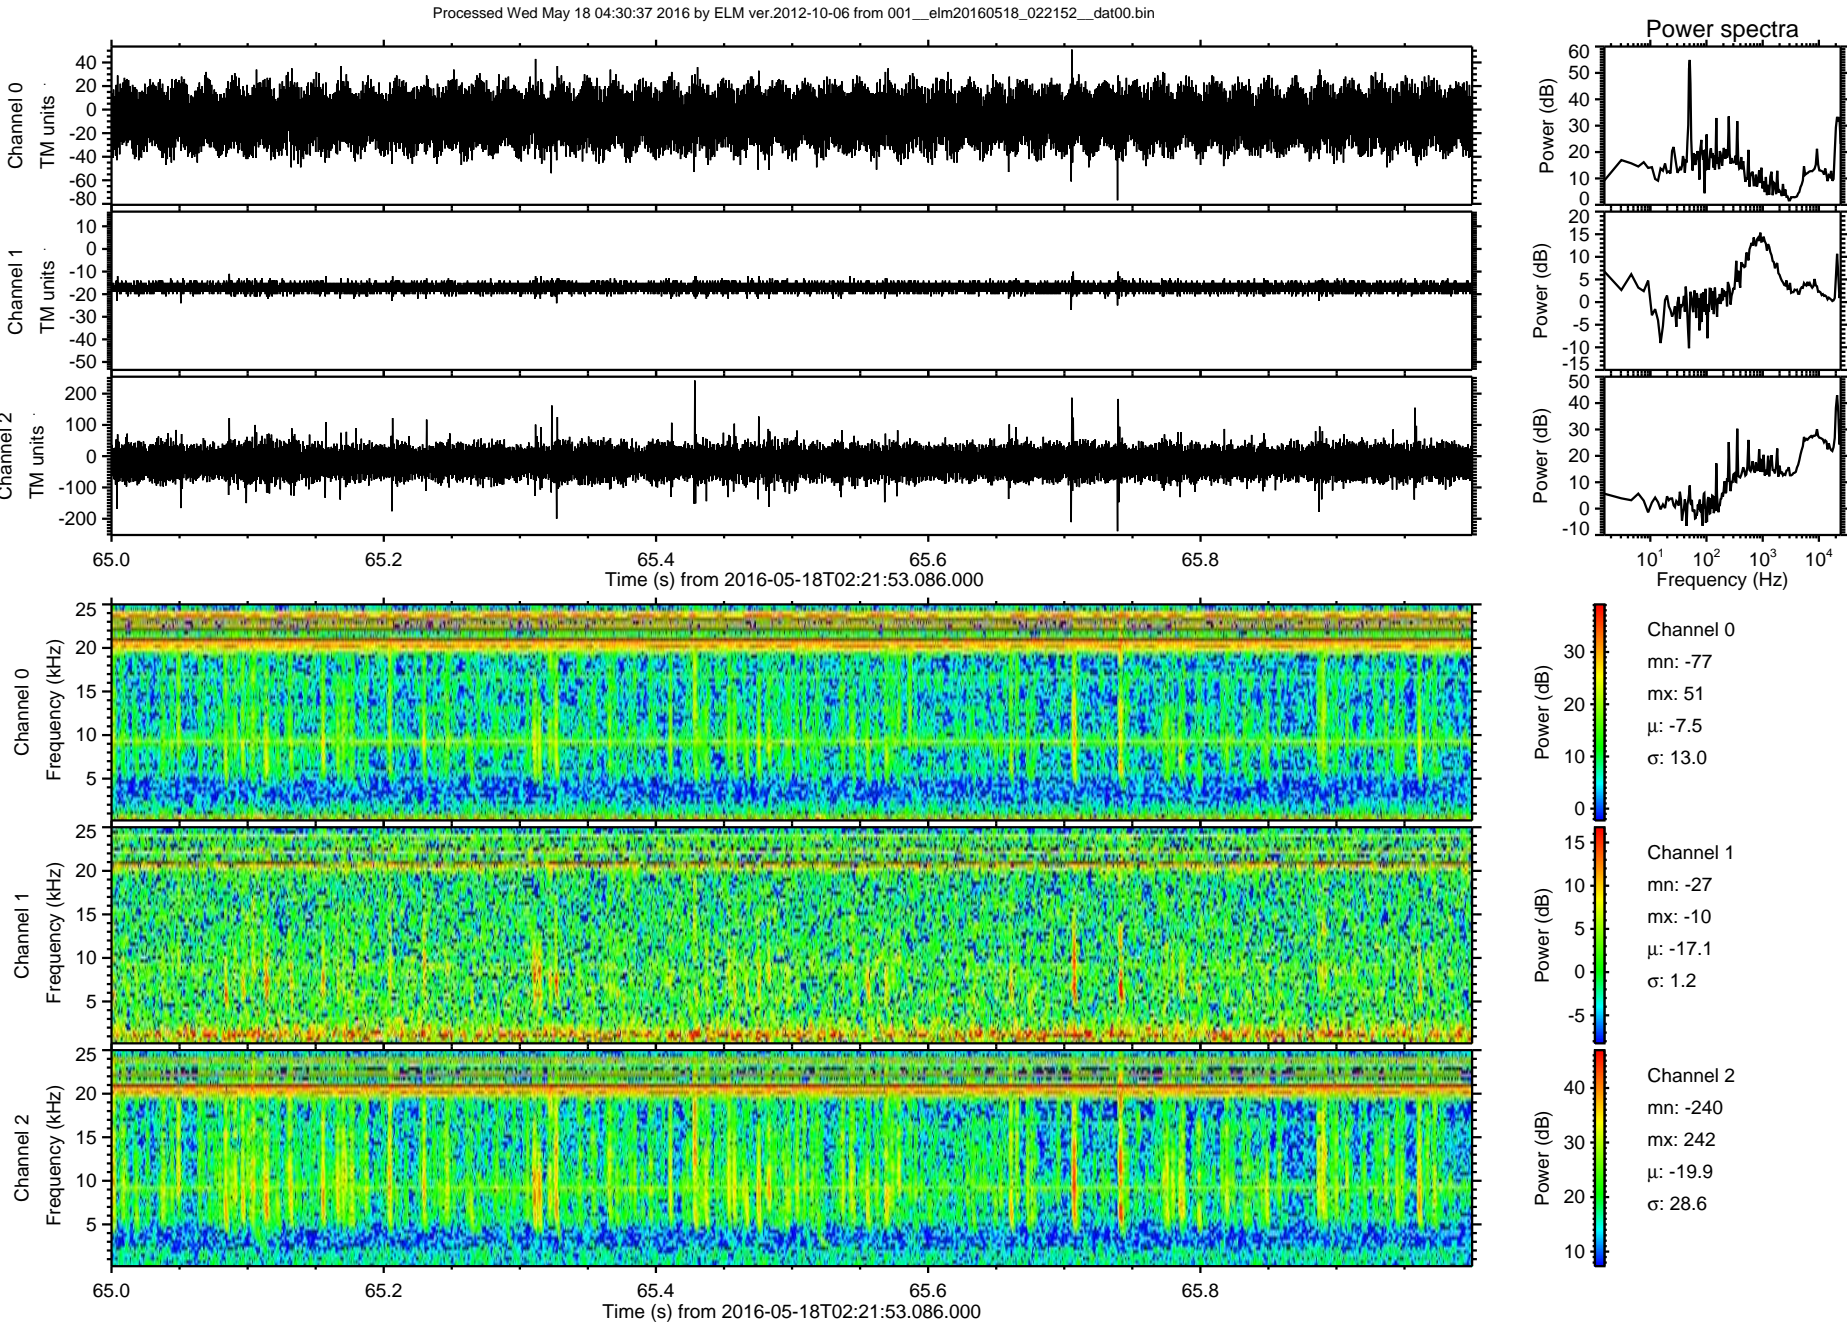 Processed Wed May 18 04:30:37 2016 by ELM ver.2012-10-06 from 001__elm20160518_022152__dat00.bin
Power spectra
Channel 0
TM units
40
20
0
-20
-40
-60
-80
Power (dB)
60
50
40
30
20
10
0
Channel 1
TM units
10
0
-10
-20
-30
-40
-50
Power (dB)
20
15
10
5
0
-5
-10
-15
Channel 2
TM units
200
100
0
-100
-200
Power (dB)
50
40
30
20
10
0
-10
65.0 65.2 65.4 65.6 65.8
Time (s) from 2016-05-18T02:21:53.086.000
10^1 10^2 10^3 10^4
Frequency (Hz)
Channel 0
Frequency (kHz)
25
20
15
10
5
Power (dB)
30
20
10
0
Channel 0
mn: -77
mx: 51
μ: -7.5
σ: 13.0
Channel 1
Frequency (kHz)
25
20
15
10
5
Power (dB)
15
10
5
0
-5
Channel 1
mn: -27
mx: -10
μ: -17.1
σ: 1.2
Channel 2
Frequency (kHz)
25
20
15
10
5
Power (dB)
40
30
20
10
Channel 2
mn: -240
mx: 242
μ: -19.9
σ: 28.6
65.0 65.2 65.4 65.6 65.8
Time (s) from 2016-05-18T02:21:53.086.000